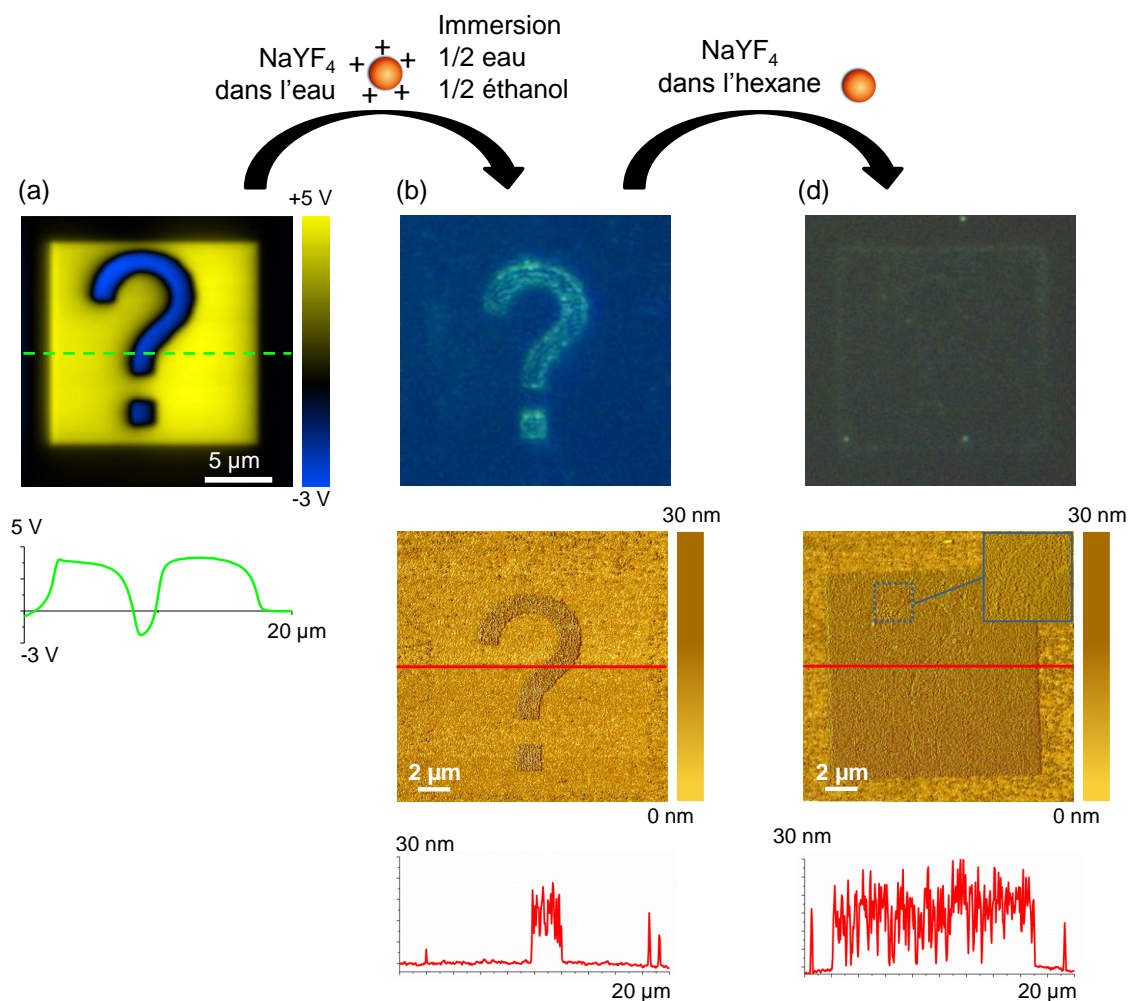 NaYF4
dans l'eau
+ + + + +
Immersion
1/2 eau
1/2 éthanol
NaYF4
dans l'hexane
(a)
(b)
(d)
+5 V
5 µm
-3 V
5 V
20 µm
-3 V
30 nm
2 µm
0 nm
30 nm
2 µm
0 nm
30 nm
20 µm
30 nm
20 µm